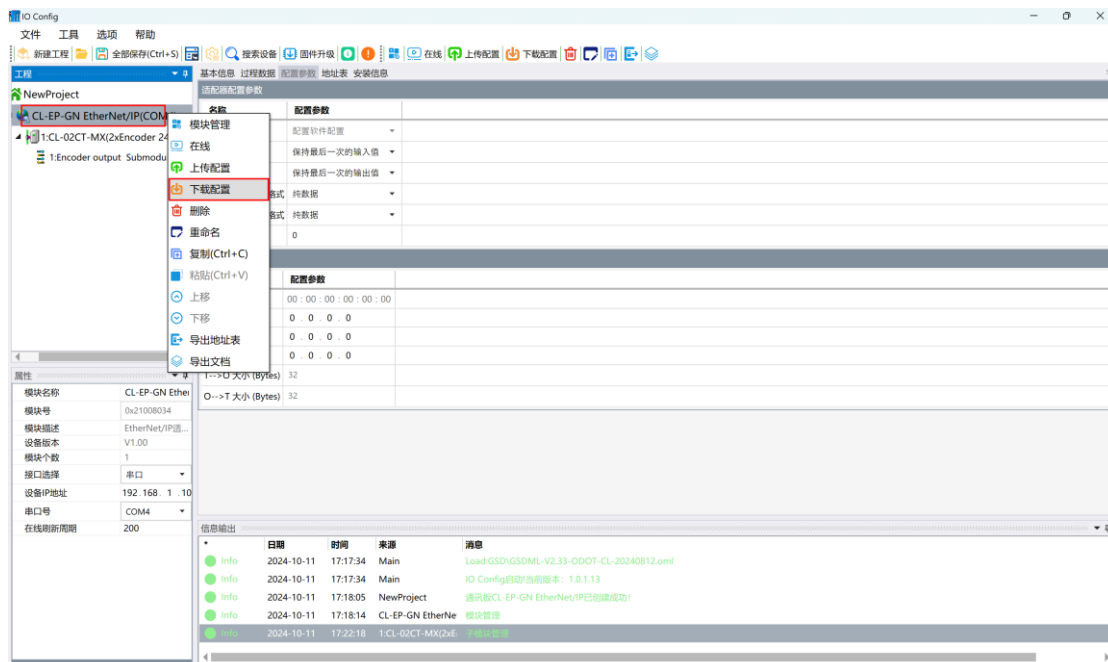 IO Config
文件 工具 选项 帮助
新建工程 全部保存(Ctrl+S) 搜索设备 固件升级 在线 上传配置 下载配置
工程
NewProject
CL-EP-GN EtherNet/IP(COM
1:CL-02CT-MX(2xEncoder 24
1:Encoder output Submodu
模块管理
在线
上传配置
下载配置
删除
重命名
复制(Ctrl+C)
粘贴(Ctrl+V)
上移
下移
导出地址表
导出文档
基本信息 过程数据 配置参数 地址表 安装信息
适配器配置参数
名称 配置参数
配置软件配置
保持最后一次的输入值
保持最后一次的输出值
格式 纯数据
格式 纯数据
0
配置参数
00 : 00 : 00 : 00 : 00 : 00
0 . 0 . 0 . 0
0 . 0 . 0 . 0
0 . 0 . 0 . 0
T-->O 大小 (Bytes) 32
O-->T 大小 (Bytes) 32
属性
模块名称 CL-EP-GN Ether
模块号 0x21008034
模块描述 EtherNet/IP适...
设备版本 V1.00
模块个数 1
接口选择 串口
设备IP地址 192.168. 1 .10
串口号 COM4
在线刷新周期 200
信息输出
* 日期 时间 来源 消息
Info 2024-10-11 17:17:34 Main Load:GSD\GSDML-V2.33-ODOT-CL-20240812.oml
Info 2024-10-11 17:17:34 Main IO Config启动!当前版本：1.0.1.13
Info 2024-10-11 17:18:05 NewProject 通讯板CL-EP-GN EtherNet/IP已创建成功!
Info 2024-10-11 17:18:14 CL-EP-GN EtherNe 模块管理
Info 2024-10-11 17:22:18 1:CL-02CT-MX(2xE 子模块管理